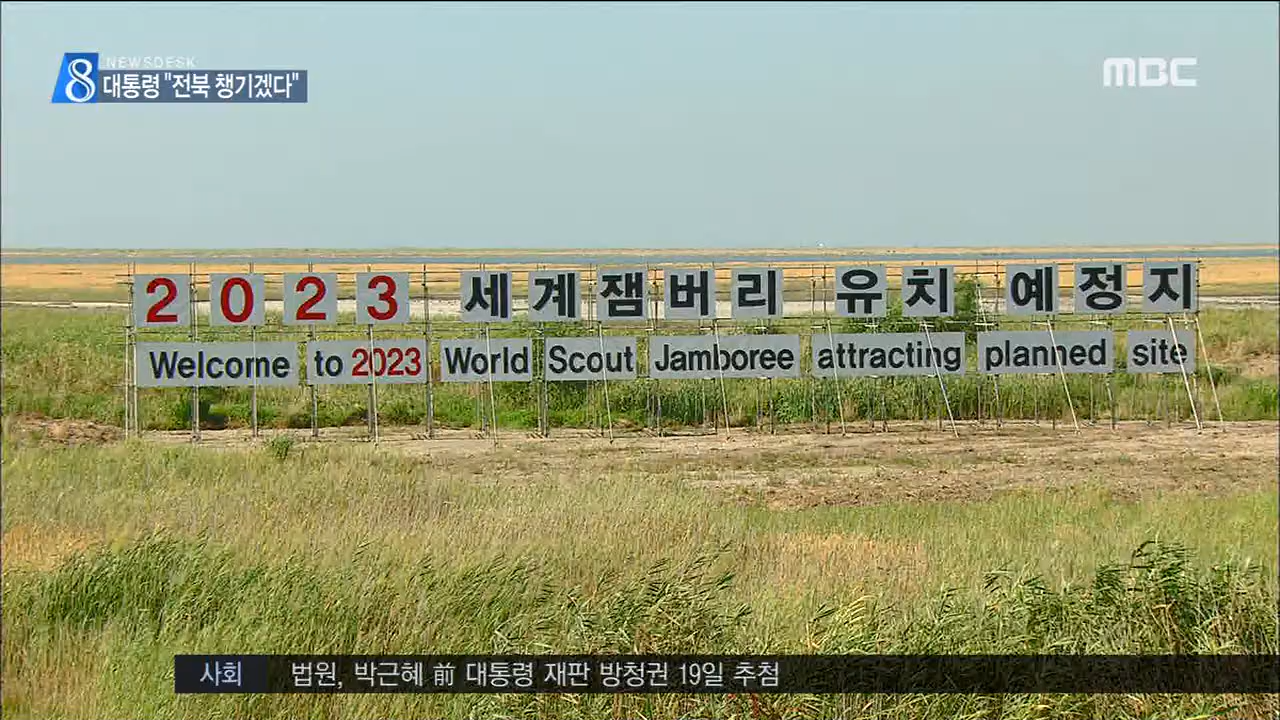 NEWSDESK
8 대통령 "전북 챙기겠다"
MBC
2023 세계잼버리 유치 예정지
Welcome to 2023 World Scout Jamboree attracting planned site
사회 법원, 박근혜 前 대통령 재판 방청권 19일 추첨